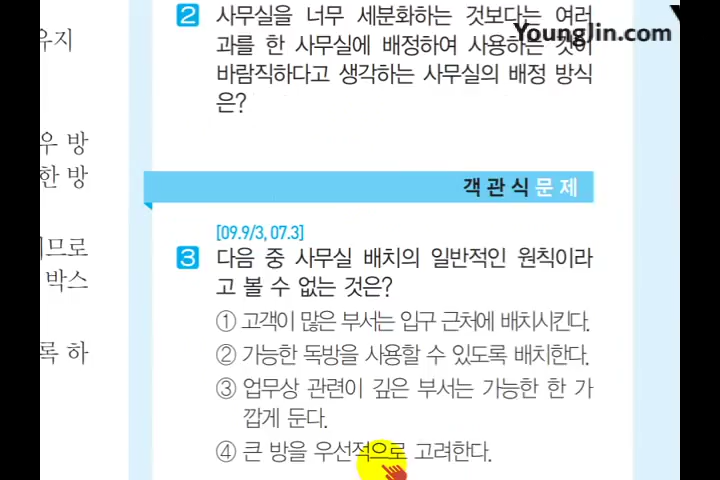 YoungJin.com
유지
우 방
한 방
박스
록 하
2 사무실을 너무 세분화하는 것보다는 여러
과를 한 사무실에 배정하여 사용하는 것이
바람직하다고 생각하는 사무실의 배정 방식
은?
객관식 문제
[09.9/3, 07.3]
3 다음 중 사무실 배치의 일반적인 원칙이라
고 볼 수 없는 것은?
① 고객이 많은 부서는 입구 근처에 배치시킨다.
② 가능한 독방을 사용할 수 있도록 배치한다.
③ 업무상 관련이 깊은 부서는 가능한 한 가
깝게 둔다.
④ 큰 방을 우선적으로 고려한다.